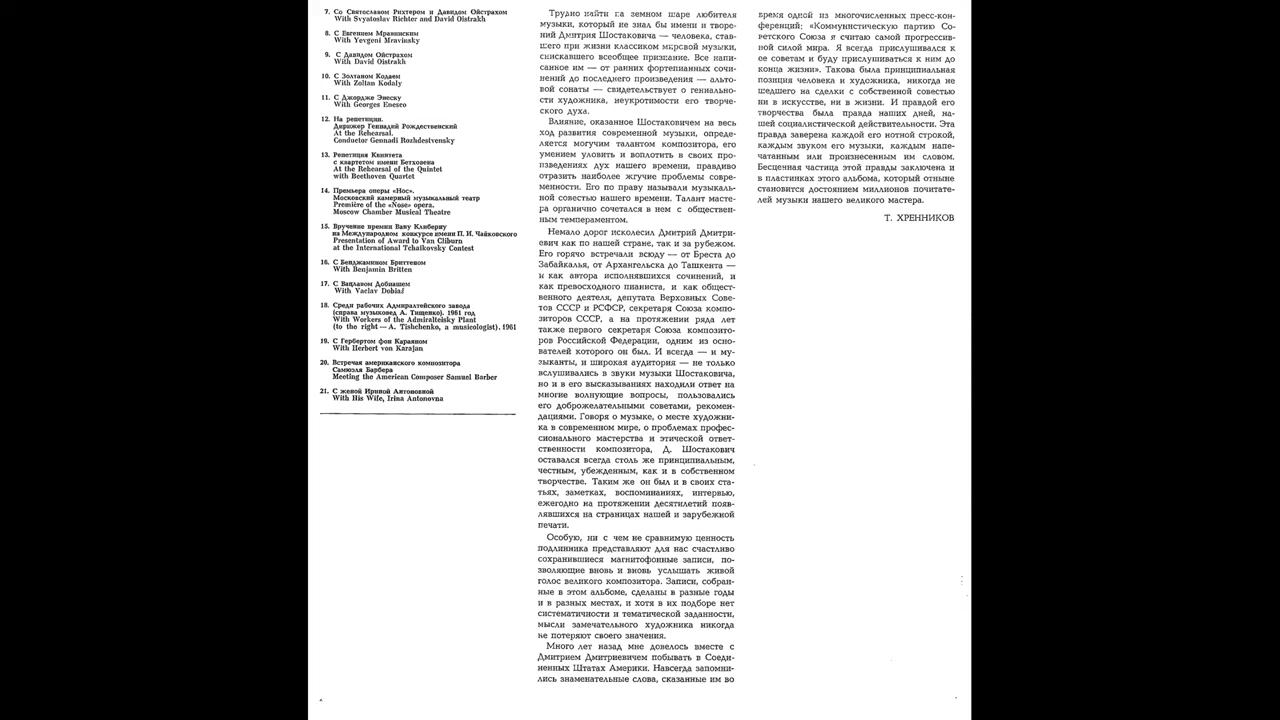 7. Со Святославом Рихтером и Давидом Ойстрахом
With Svyatoslav Richter and David Oistrakh
8. С Евгением Мравинским
With Yevgeni Mravinsky
9. С Давидом Ойстрахом
With David Oistrakh
10. С Золтаном Кодаем
With Zoltan Kodaly
11. С Джордже Энеску
With Georges Enesco
12. На репетиции.
Дирижер Геннадий Рождественский
At the Rehearsal.
Conductor Gennadi Rozhdestvensky
13. Репетиция Квинтета
с квартетом имени Бетховена
At the Rehearsal of the Quintet
with Beethoven Quartet
14. Премьера оперы «Нос».
Московский камерный музыкальный театр
Première of the «Nose» opera.
Moscow Chamber Musical Theatre
15. Вручение премии Вану Клиберну
на Международном конкурсе имени П. И. Чайковского
Presentation of Award to Van Cliburn
at the International Tchaikovsky Contest
16. С Бенджамином Бриттеном
With Benjamin Britten
17. С Вацлавом Добиашем
With Vaclav Dobiaš
18. Среди рабочих Адмиралтейского завода
(справа музыковед А. Тищенко). 1961 год
With Workers of the Admiralteisky Plant
(to the right — A. Tishchenko, a musicologist). 1961
19. С Гербертом фон Караяном
With Herbert von Karajan
20. Встреча американского композитора
Самюэля Барбера
Meeting the American Composer Samuel Barber
21. С женой Ириной Антоновной
With His Wife, Irina Antonovna
Трудно найти на земном шаре любителя
музыки, который не знал бы имени и творе-
ний Дмитрия Шостаковича — человека, став-
шего при жизни классиком мировой музыки,
снискавшего всеобщее признание. Все напи-
санное им — от ранних фортепианных сочи-
нений до последнего произведения — альто-
вой сонаты — свидетельствует о гениально-
сти художника, неукротимости его творче-
ского духа.
Влияние, оказанное Шостаковичем на весь
ход развития современной музыки, опреде-
ляется могучим талантом композитора, его
умением уловить и воплотить в своих про-
изведениях дух нашего времени, правдиво
отразить наиболее жгучие проблемы совре-
менности. Его по праву называли музыкаль-
ной совестью нашего времени. Талант масте-
ра органично сочетался в нем с обществен-
ным темпераментом.
Немало дорог исколесил Дмитрий Дмитри-
евич как по нашей стране, так и за рубежом.
Его горячо встречали всюду — от Бреста до
Забайкалья, от Архангельска до Ташкента —
и как автора исполнявшихся сочинений, и
как превосходного пианиста, и как общест-
венного деятеля, депутата Верховных Сове-
тов СССР и РСФСР, секретаря Союза компо-
зиторов СССР, а на протяжении ряда лет
также первого секретаря Союза композито-
ров Российской Федерации, одним из осно-
вателей которого он был. И всегда — и му-
зыканты, и широкая аудитория — не только
вслушивались в звуки музыки Шостаковича,
но и в его высказываниях находили ответ на
многие волнующие вопросы, пользовались
его доброжелательными советами, рекомен-
дациями. Говоря о музыке, о месте художни-
ка в современном мире, о проблемах профес-
сионального мастерства и этической ответ-
ственности композитора, Д. Шостакович
оставался всегда столь же принципиальным,
честным, убежденным, как и в собственном
творчестве. Таким же он был и в своих ста-
тьях, заметках, воспоминаниях, интервью,
ежегодно на протяжении десятилетий появ-
лявшихся на страницах нашей и зарубежной
печати.
Особую, ни с чем не сравнимую ценность
подлинника представляют для нас счастливо
сохранившиеся магнитофонные записи, по-
зволяющие вновь и вновь услышать живой
голос великого композитора. Записи, собран-
ные в этом альбоме, сделаны в разные годы
и в разных местах, и хотя в их подборе нет
систематичности и тематической заданности,
мысли замечательного художника никогда
не потеряют своего значения.
Много лет назад мне довелось вместе с
Дмитрием Дмитриевичем побывать в Соеди-
ненных Штатах Америки. Навсегда запомни-
лись знаменательные слова, сказанные им во
время одной из многочисленных пресс-кон-
ференций: «Коммунистическую партию Со-
ветского Союза я считаю самой прогрессив-
ной силой мира. Я всегда прислушивался к
ее советам и буду прислушиваться к ним до
конца жизни». Такова была принципиальная
позиция человека и художника, никогда не
шедшего на сделки с собственной совестью
ни в искусстве, ни в жизни. И правдой его
творчества была правда наших дней, на-
шей социалистической действительности. Эта
правда заверена каждой его нотной строкой,
каждым звуком его музыки, каждым напе-
чатанным или произнесенным им словом.
Бесценная частица этой правды заключена и
в пластинках этого альбома, который отныне
становится достоянием миллионов почитате-
лей музыки нашего великого мастера.
Т. ХРЕННИКОВ